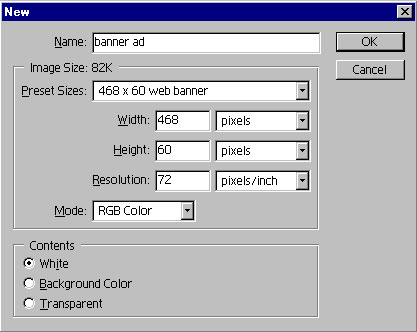 New
Name: banner ad
OK
Image Size: 82K
Cancel
Preset Sizes: 468 x 60 web banner
Width: 468 pixels
Height: 60 pixels
Resolution: 72 pixels/inch
Mode: RGB Color
Contents
White
Background Color
Transparent